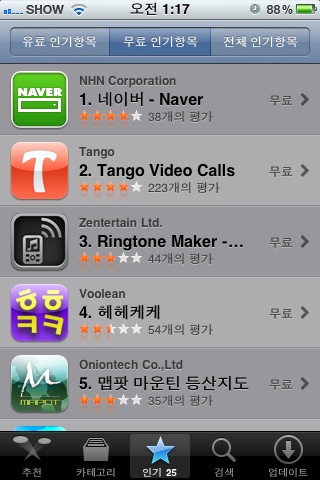 SHOW 오전 1:17 88%
유료 인기항목 무료 인기항목 전체 인기항목
NAVER
NHN Corporation
1. 네이버 - Naver 무료
38개의 평가
T
Tango
2. Tango Video Calls 무료
223개의 평가
Zentertain Ltd.
3. Ringtone Maker -... 무료
44개의 평가
ㅎㅎㅋㅋ
Voolean
4. 헤헤케케 무료
54개의 평가
M
MAPOT
Oniontech Co.,Ltd
5. 맵팟 마운틴 등산지도 무료
35개의 평가
추천 카테고리 인기 25 검색 업데이트